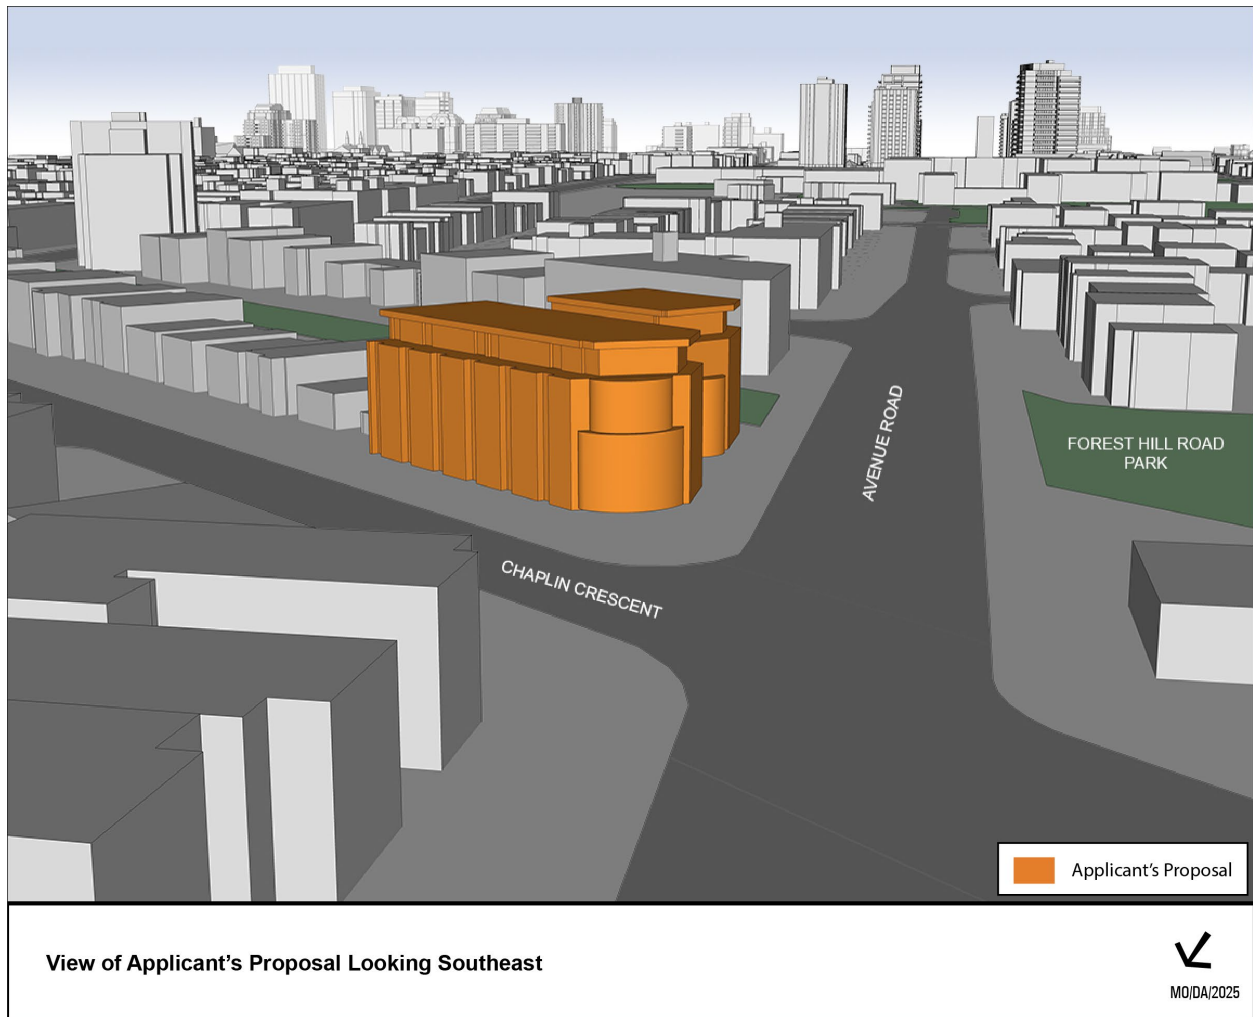 AVENUE ROAD
FOREST HILL ROAD
PARK
CHAPLIN CRESCENT
Applicant’s Proposal
View of Applicant’s Proposal Looking Southeast
MO/DA/2025